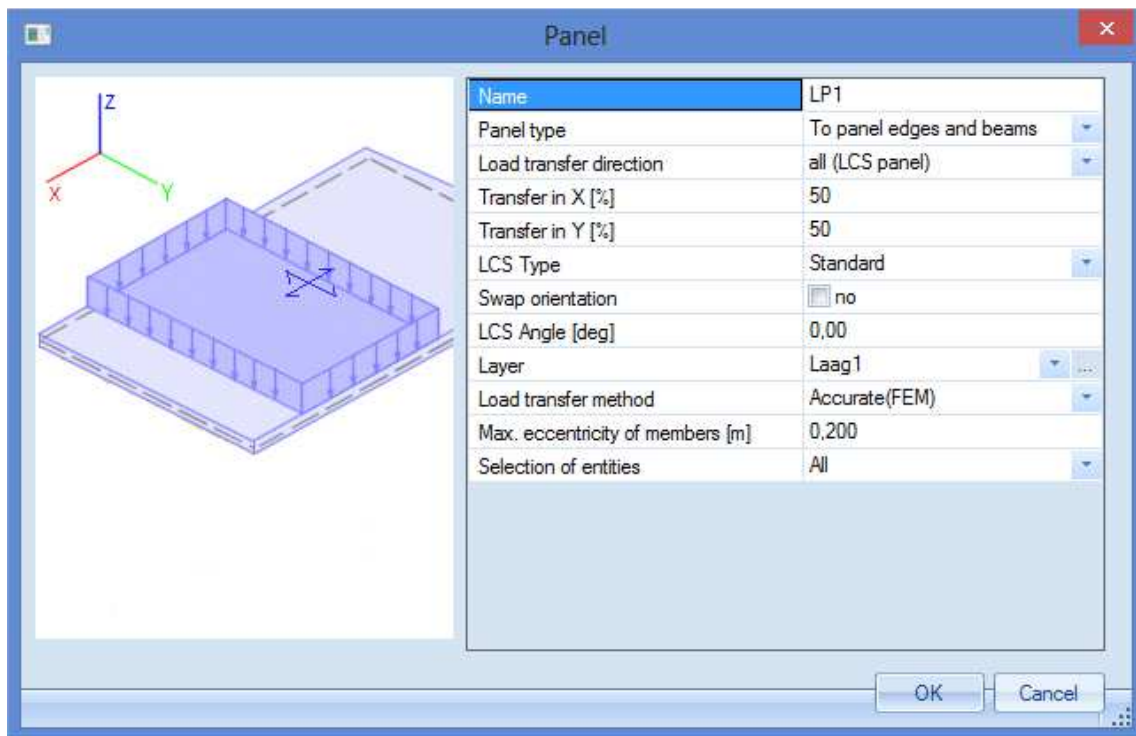 Panel
Z
X
Y
Name LP1
Panel type To panel edges and beams
Load transfer direction all (LCS panel)
Transfer in X [%] 50
Transfer in Y [%] 50
LCS Type Standard
Swap orientation no
LCS Angle [deg] 0,00
Layer Laag1 ...
Load transfer method Accurate(FEM)
Max. eccentricity of members [m] 0,200
Selection of entities All
OK Cancel